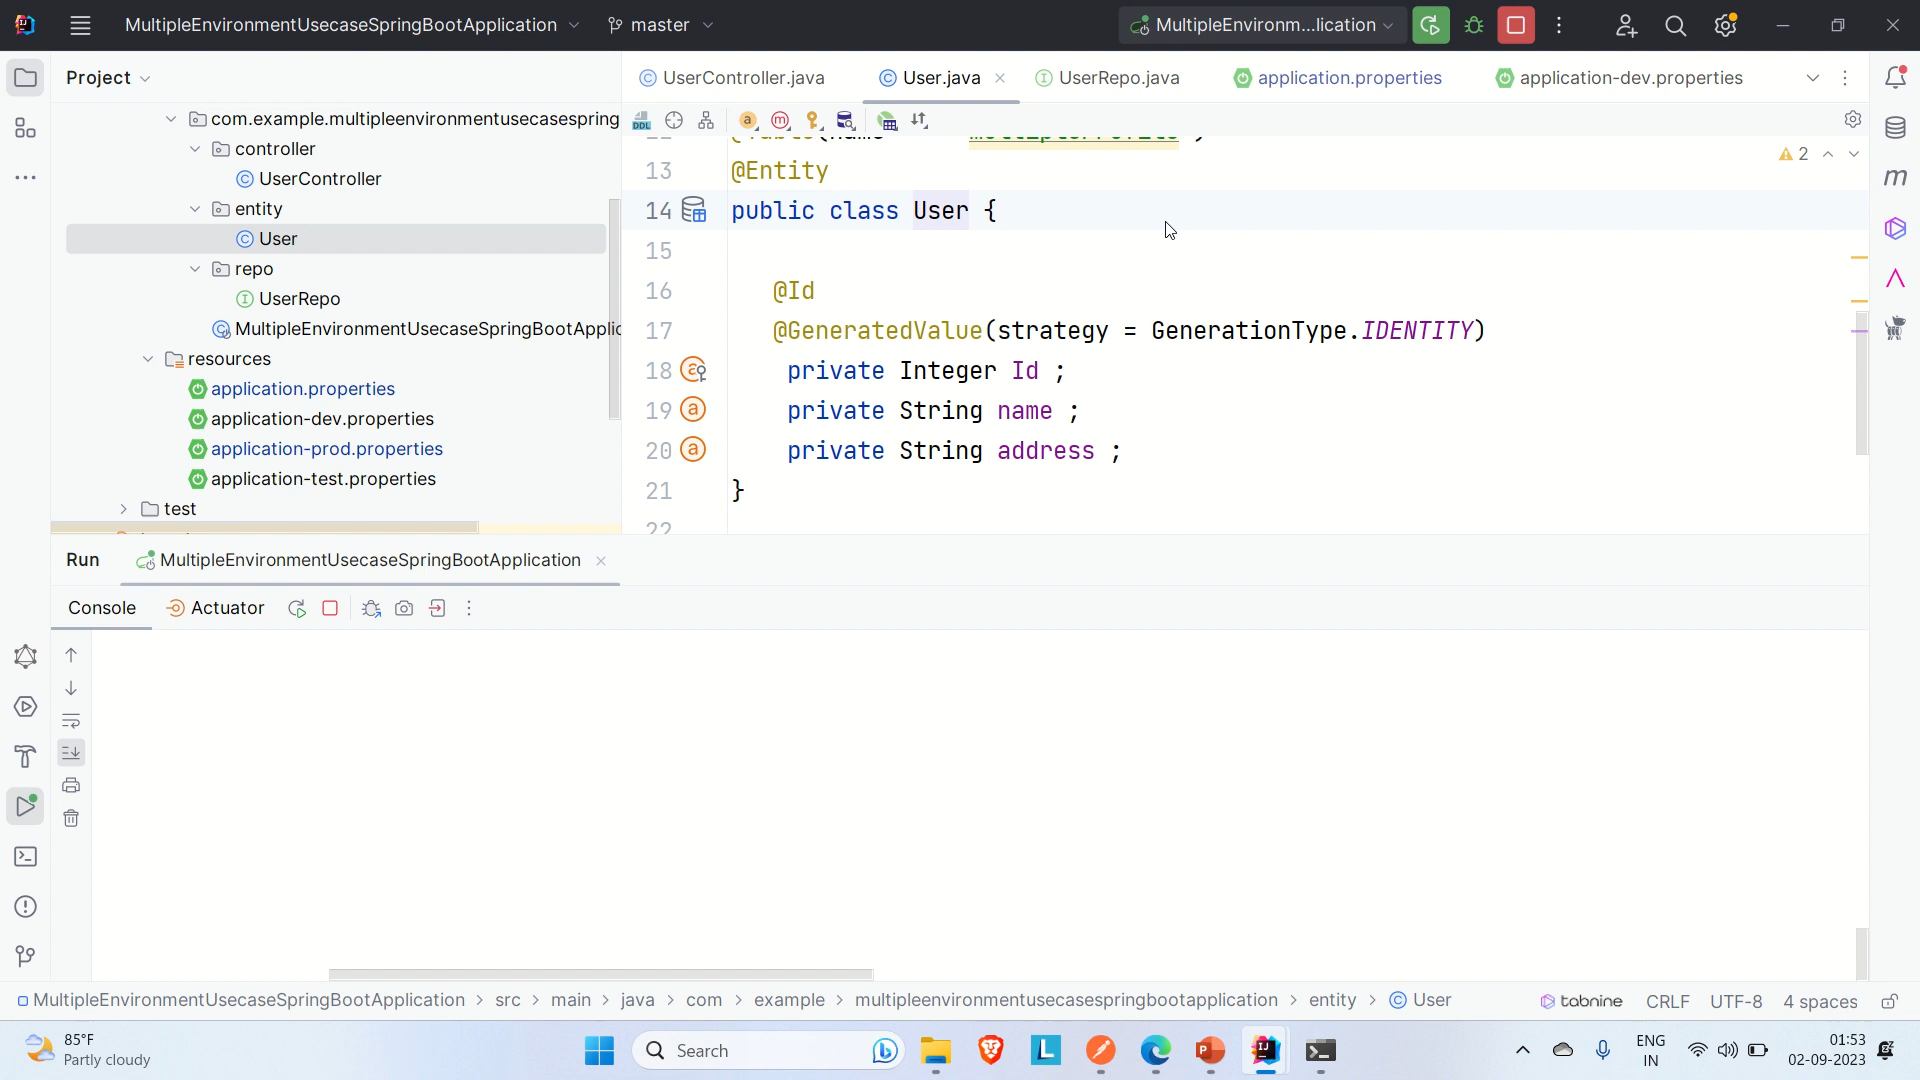 MultipleEnvironmentUsecaseSpringBootApplication
master
MultipleEnvironm...lication
Project
UserController.java
User.java
UserRepo.java
application.properties
application-dev.properties
com.example.multipleenvironmentusecasespring
controller
UserController
entity
User
repo
UserRepo
MultipleEnvironmentUsecaseSpringBootApplic
resources
application.properties
application-dev.properties
application-prod.properties
application-test.properties
test
DDL
2
13 @Entity
14 public class User {
15
16 @Id
17 @GeneratedValue(strategy = GenerationType.IDENTITY)
18 private Integer Id ;
19 private String name ;
20 private String address ;
21 }
22
Run
MultipleEnvironmentUsecaseSpringBootApplication
Console
Actuator
MultipleEnvironmentUsecaseSpringBootApplication > src > main > java > com > example > multipleenvironmentusecasespringbootapplication > entity > User
tabnine
CRLF
UTF-8
4 spaces
85°F
Partly cloudy
Search
ENG
IN
01:53
02-09-2023